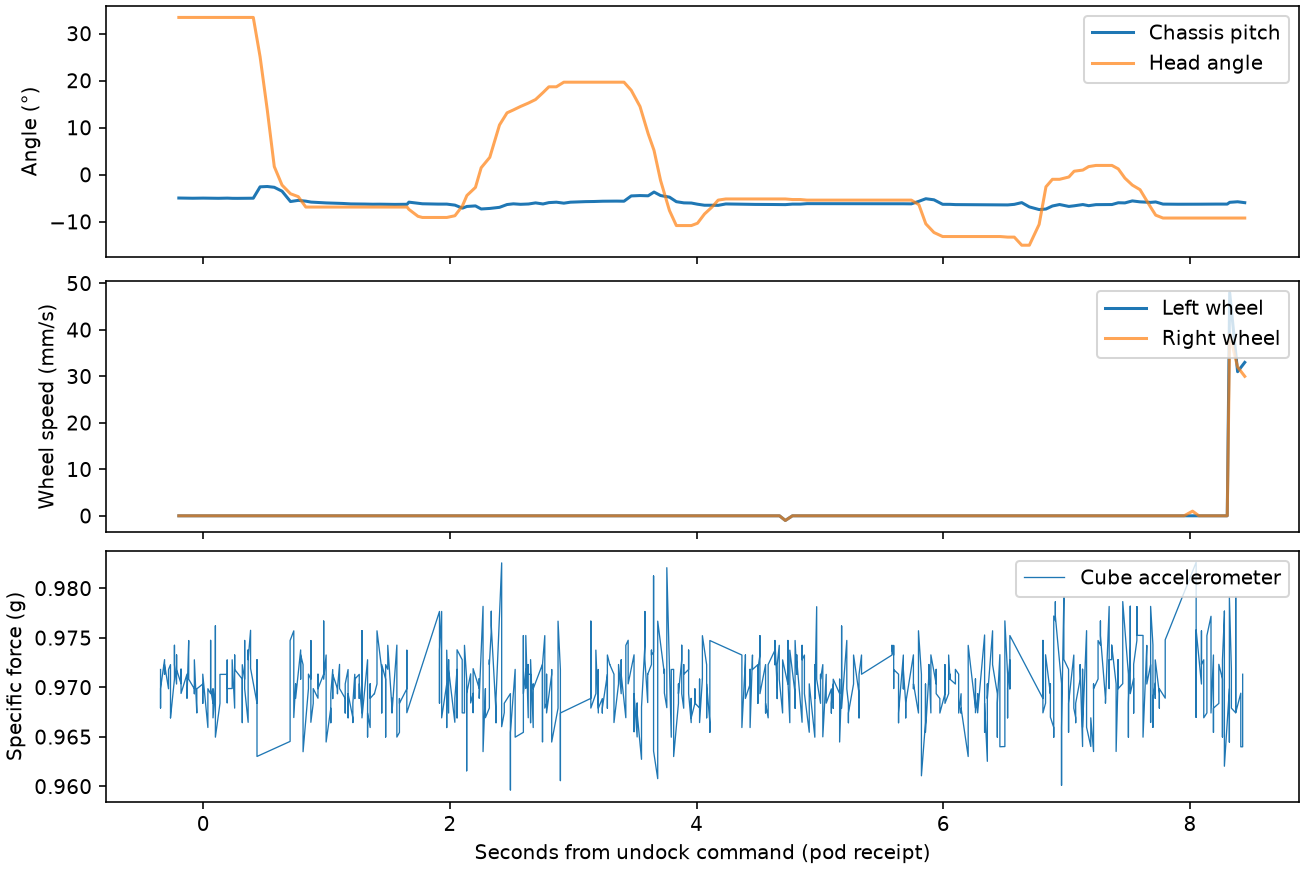 Angle (°)
30
20
10
0
−10
Chassis pitch
Head angle
Wheel speed (mm/s)
50
40
30
20
10
0
Left wheel
Right wheel
Specific force (g)
0.980
0.975
0.970
0.965
0.960
Cube accelerometer
0 2 4 6 8
Seconds from undock command (pod receipt)